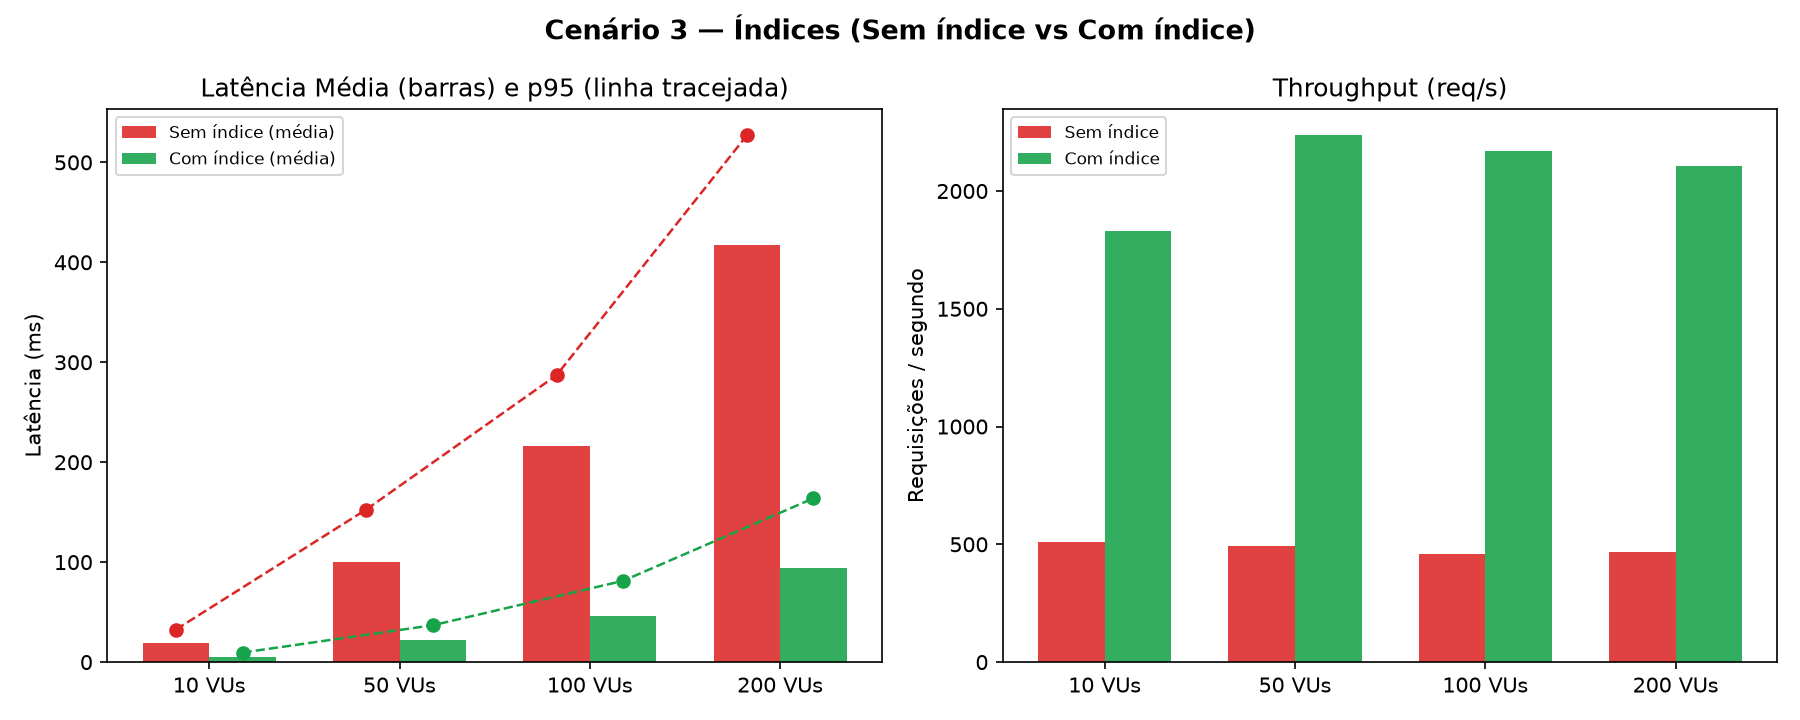 Cenário 3 — Índices (Sem índice vs Com índice)
Latência Média (barras) e p95 (linha tracejada)
Sem índice (média)
Com índice (média)
Latência (ms)
500
400
300
200
100
0
10 VUs
50 VUs
100 VUs
200 VUs
Throughput (req/s)
Sem índice
Com índice
Requisições / segundo
2000
1500
1000
500
0
10 VUs
50 VUs
100 VUs
200 VUs